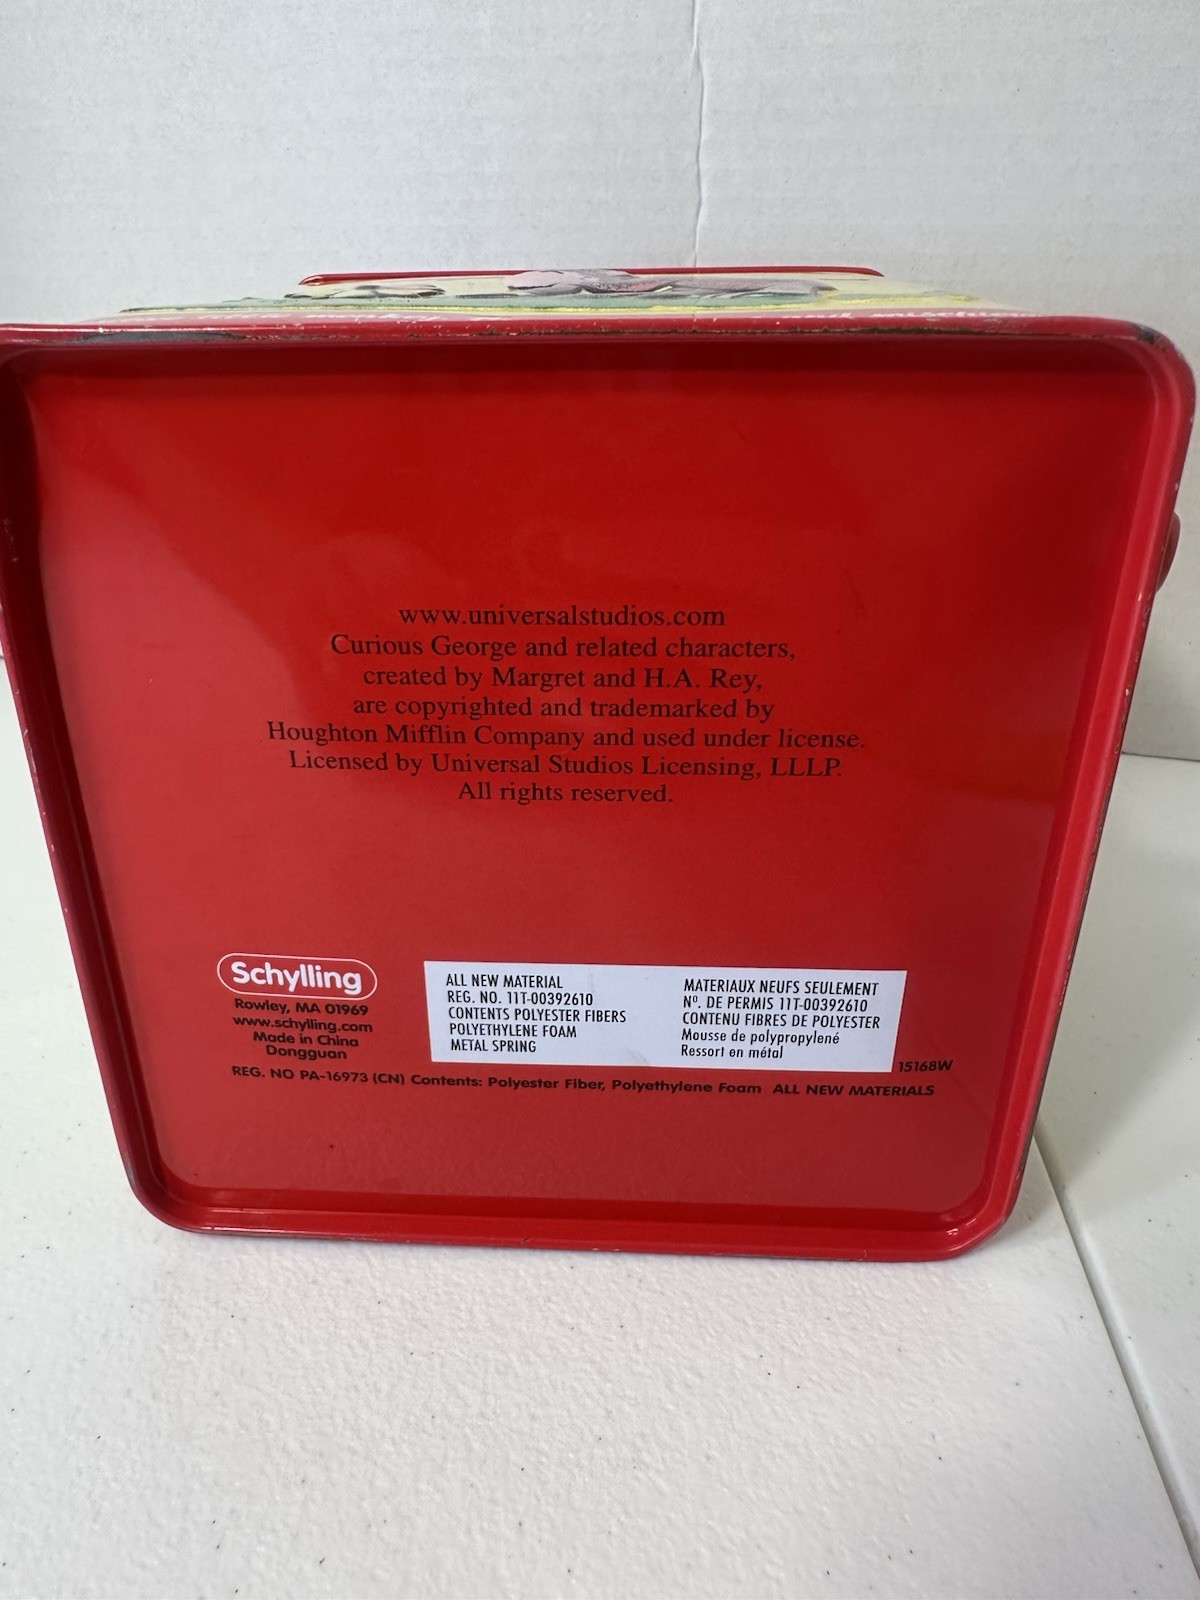 www.universalstudios.com
Curious George and related characters,
created by Margret and H.A. Rey,
are copyrighted and trademarked by
Houghton Mifflin Company and used under license.
Licensed by Universal Studios Licensing, LLLP.
All rights reserved.
Schylling
Rowley, MA 01969
www.schylling.com
Made in China
Dongguan
ALL NEW MATERIAL
REG. NO. 11T-00392610
CONTENTS POLYESTER FIBERS
POLYETHYLENE FOAM
METAL SPRING
MATERIAUX NEUFS SEULEMENT
Nº. DE PERMIS 11T-00392610
CONTENU FIBRES DE POLYESTER
Mousse de polypropylené
Ressort en métal
15168W
REG. NO PA-16973 (CN) Contents: Polyester Fiber, Polyethylene Foam ALL NEW MATERIALS